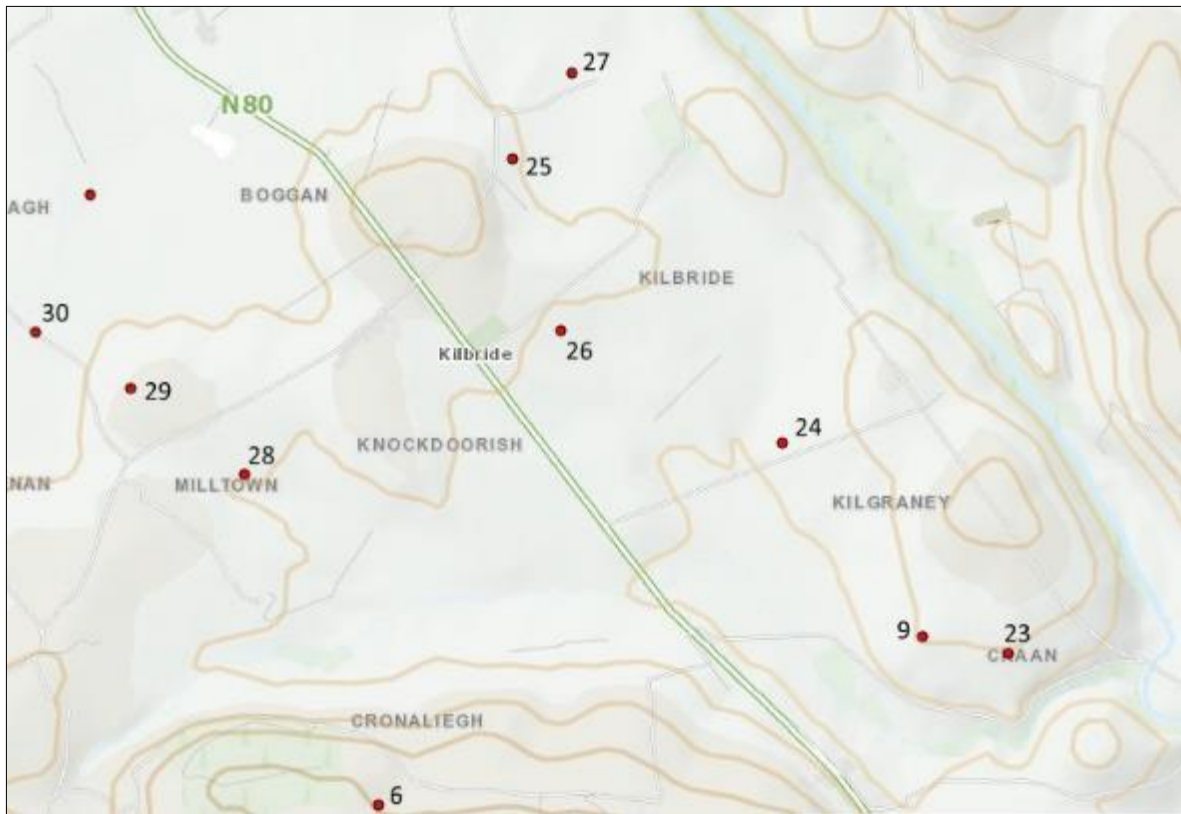 27
N80
25
BOGGAN
AGH
KILBRIDE
30
26
Kilbride
29
24
KNOCKDOORISH
28
NAN
MILLTOWN
KILGRANEY
9
23
CRAAN
CRONALIEGH
6